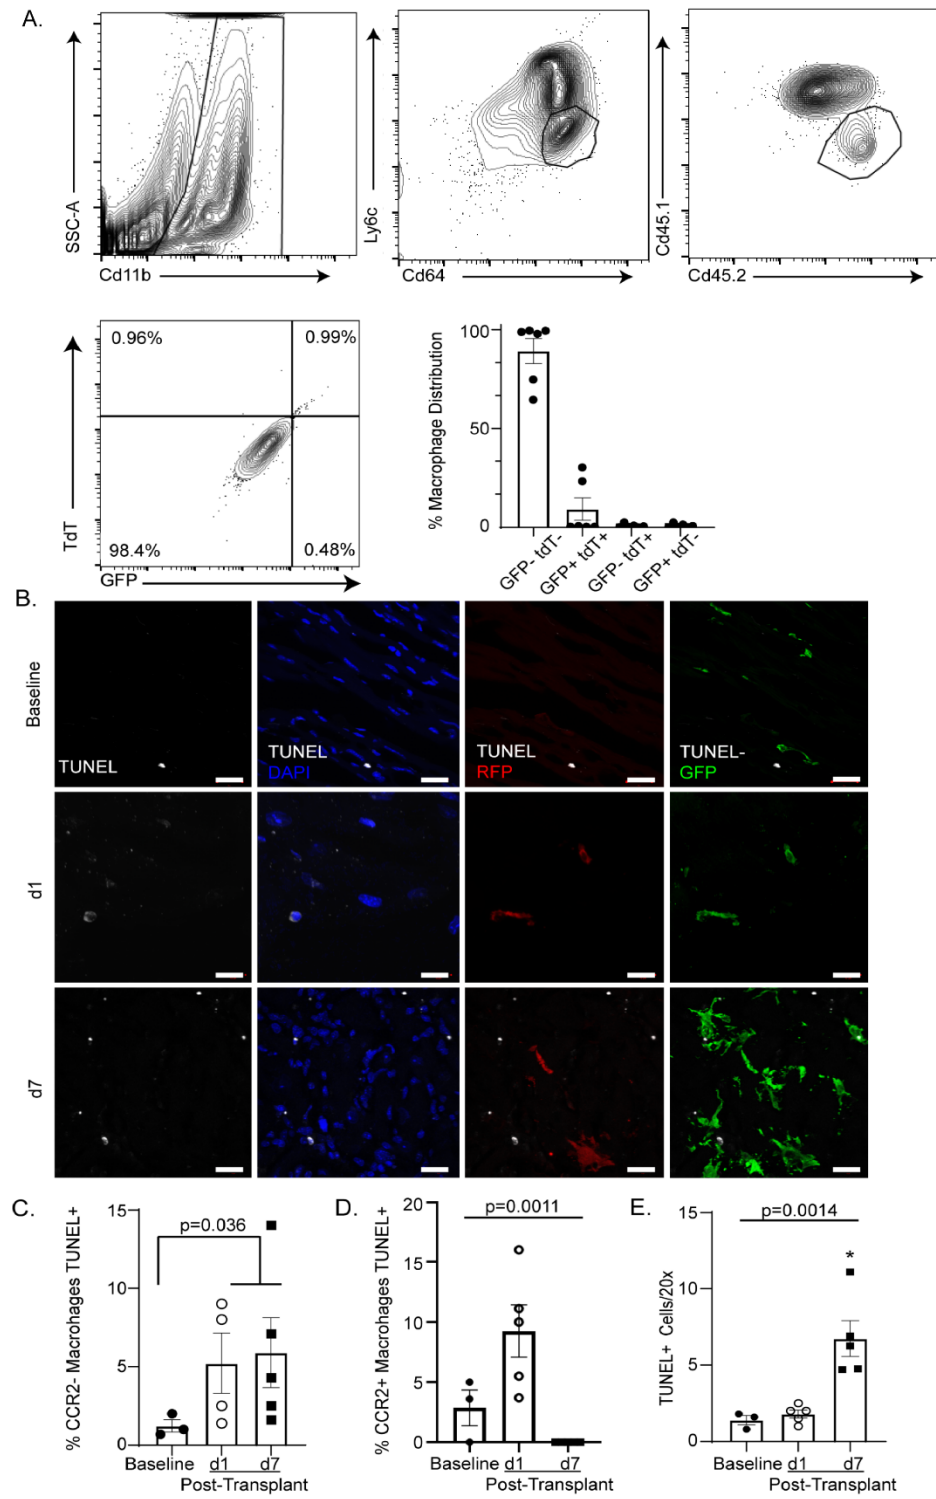 A.
SSC-A
Cd11b
Ly6c
Cd64
Cd45.1
Cd45.2
0.96%
0.99%
98.4%
0.48%
TdT
GFP
% Macrophage Distribution
100
50
0
GFP- tdT-
GFP+ tdT+
GFP- tdT+
GFP+ tdT-
B.
Baseline
TUNEL
TUNEL
DAPI
TUNEL
RFP
TUNEL-
GFP
d1
d7
C.
% CCR2- Macrohages TUNEL+
15
10
5
0
p=0.036
Baseline d1 d7
Post-Transplant
D.
% CCR2+ Macrohages TUNEL+
20
15
10
5
0
p=0.0011
Baseline d1 d7
Post-Transplant
E.
TUNEL+ Cells/20x
15
10
5
0
p=0.0014
*
Baseline d1 d7
Post-Transplant